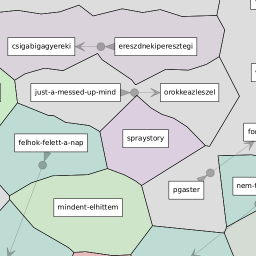 csigabigagyereki
ereszdnekiperesztegi
just-a-messed-up-mind
orokkeazleszel
spraystory
felhok-felett-a-nap
pgaster
mindent-elhittem